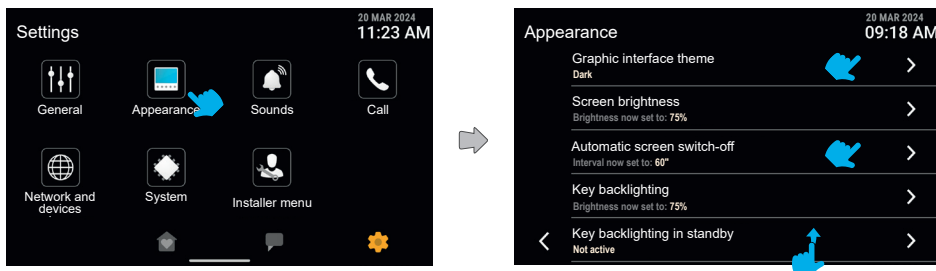 20 MAR 2024
Settings
11:23 AM
General
Appearance
Sounds
Call
Network and
devices
System
Installer menu
20 MAR 2024
Appearance
09:18 AM
Graphic interface theme
Dark
Screen brightness
Brightness now set to: 75%
Automatic screen switch-off
Interval now set to: 60"
Key backlighting
Brightness now set to: 75%
Key backlighting in standby
Not active